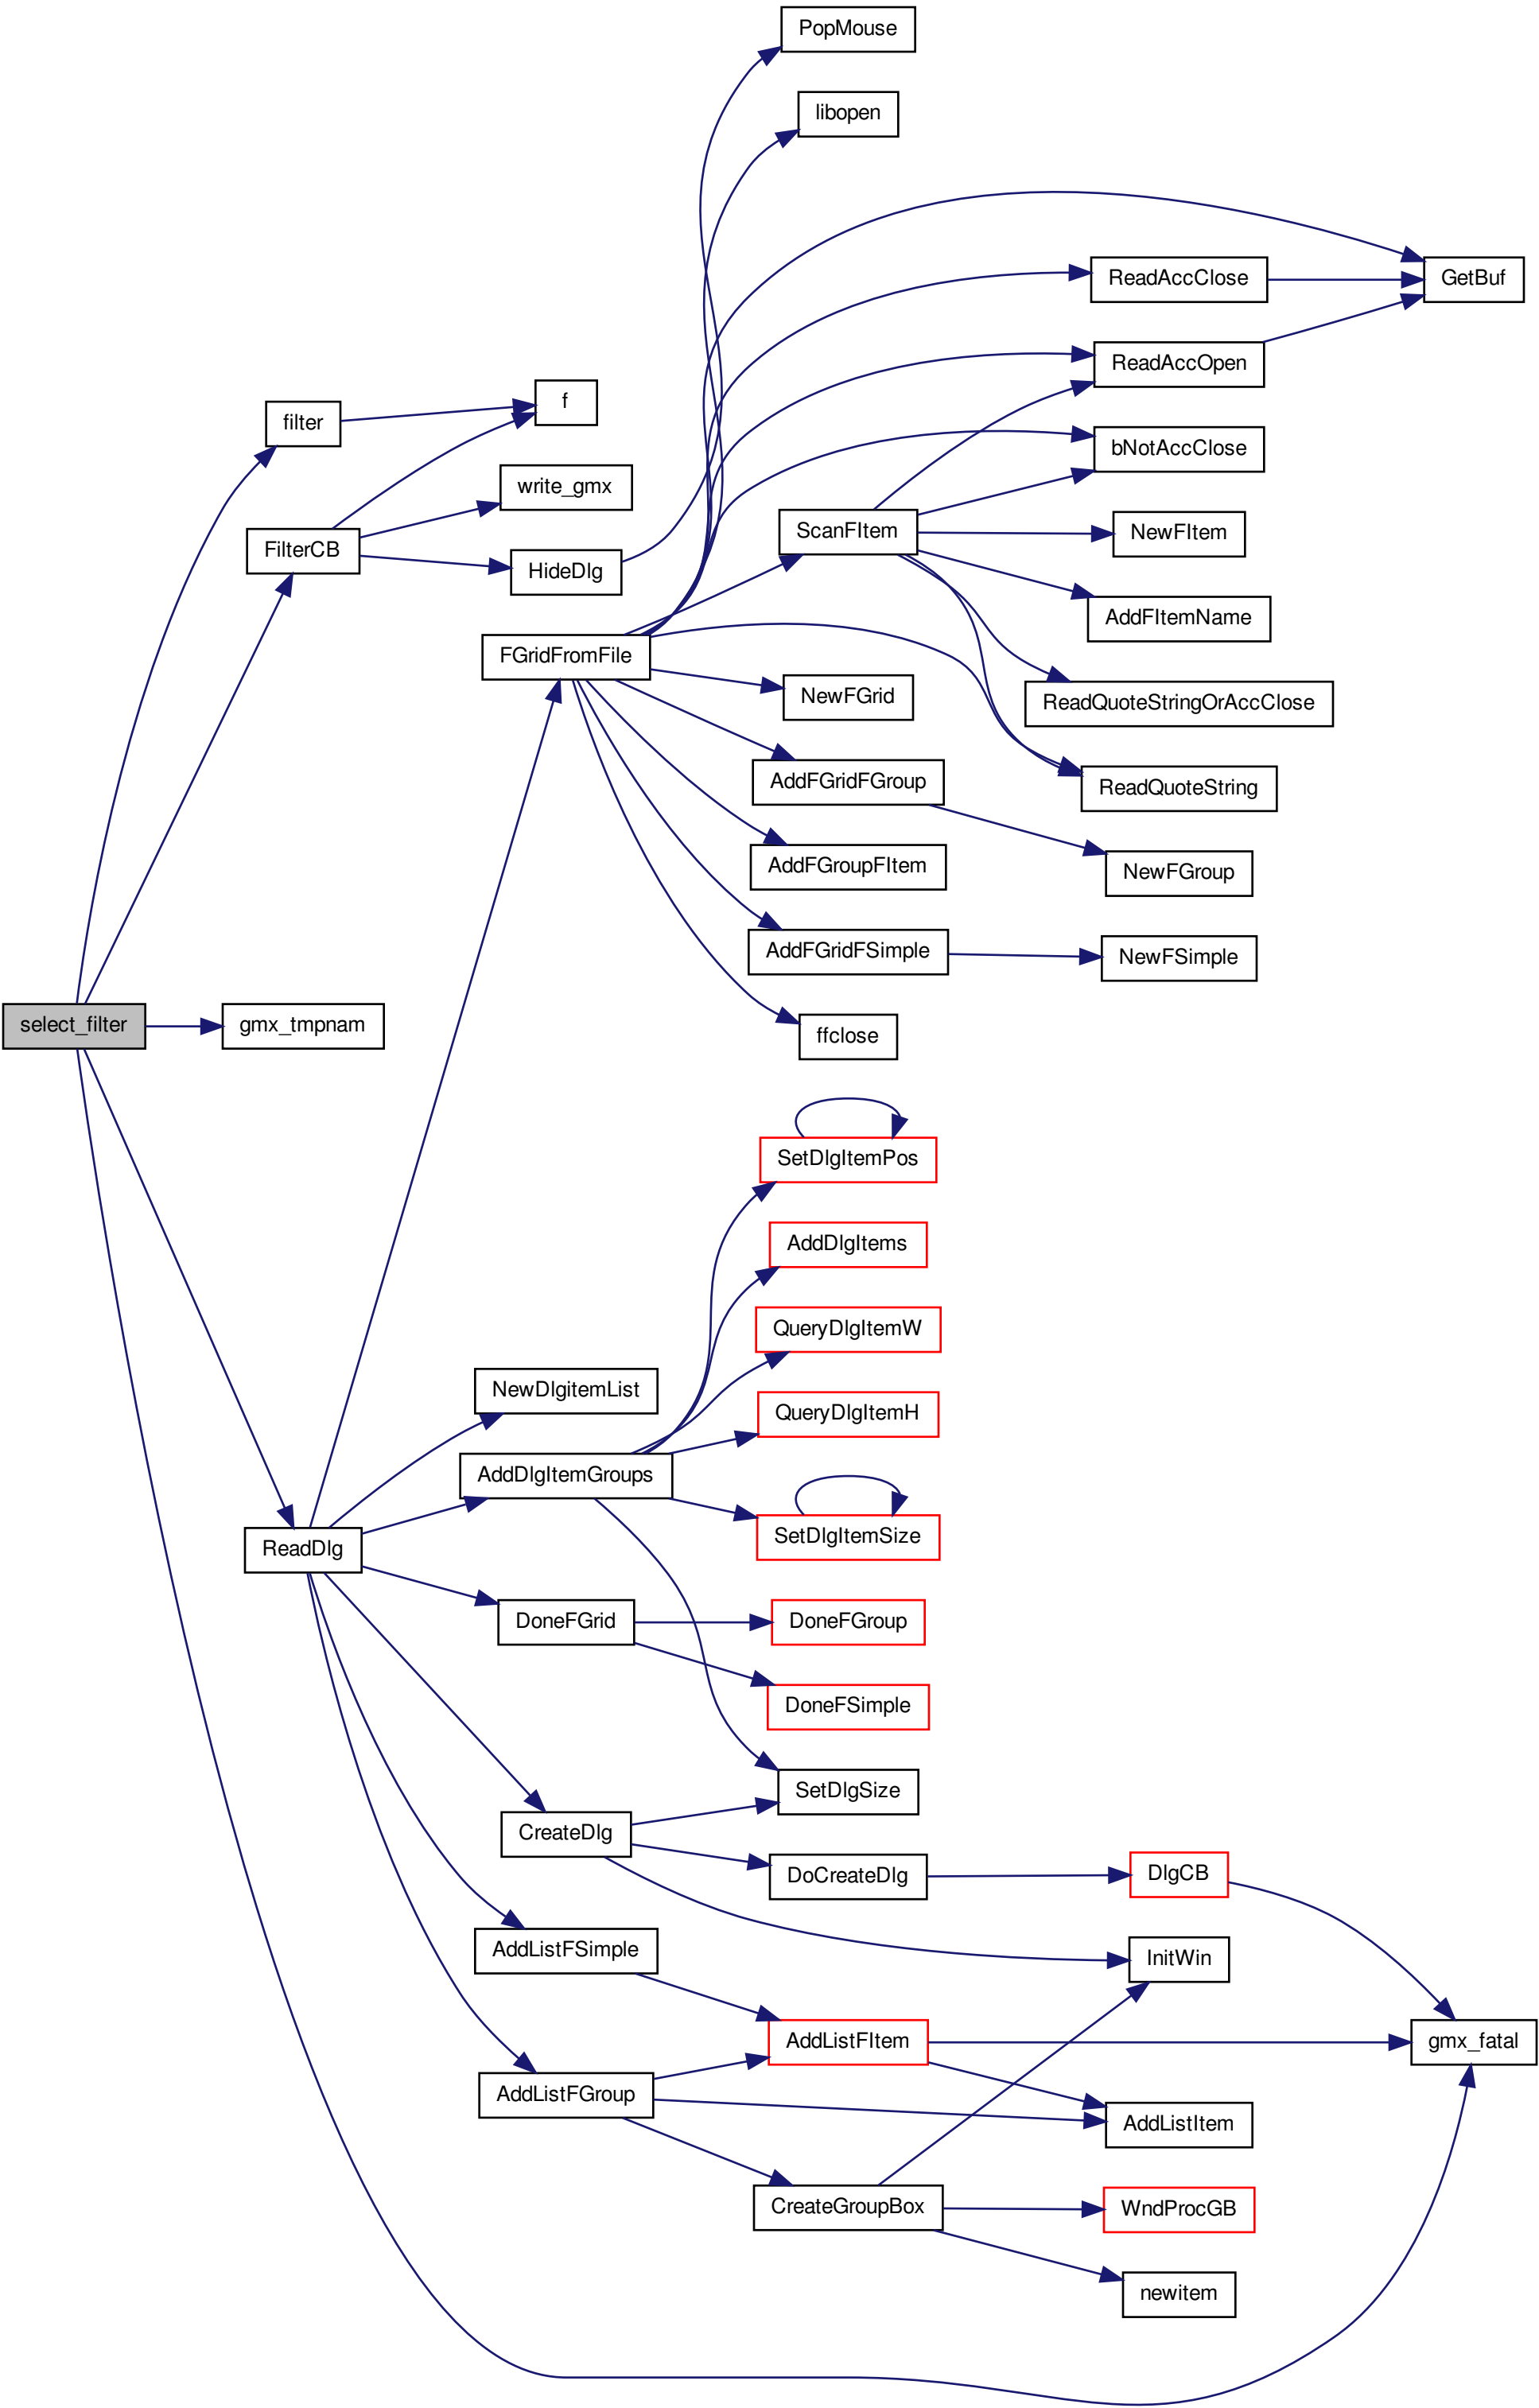 PopMouse
libopen
GetBuf
ReadAccClose
ReadAccOpen
f
filter
bNotAccClose
write_gmx
ScanFItem
NewFItem
FilterCB
HideDlg
AddFItemName
FGridFromFile
NewFGrid
ReadQuoteStringOrAccClose
AddFGridFGroup
ReadQuoteString
AddFGroupFItem
NewFGroup
AddFGridFSimple
NewFSimple
select_filter
gmx_tmpnam
ffclose
SetDlgItemPos
AddDlgItems
QueryDlgItemW
NewDlgitemList
QueryDlgItemH
AddDlgItemGroups
SetDlgItemSize
ReadDlg
DoneFGrid
DoneFGroup
DoneFSimple
SetDlgSize
CreateDlg
DoCreateDlg
DlgCB
AddListFSimple
InitWin
AddListFItem
gmx_fatal
AddListFGroup
AddListItem
CreateGroupBox
WndProcGB
newitem